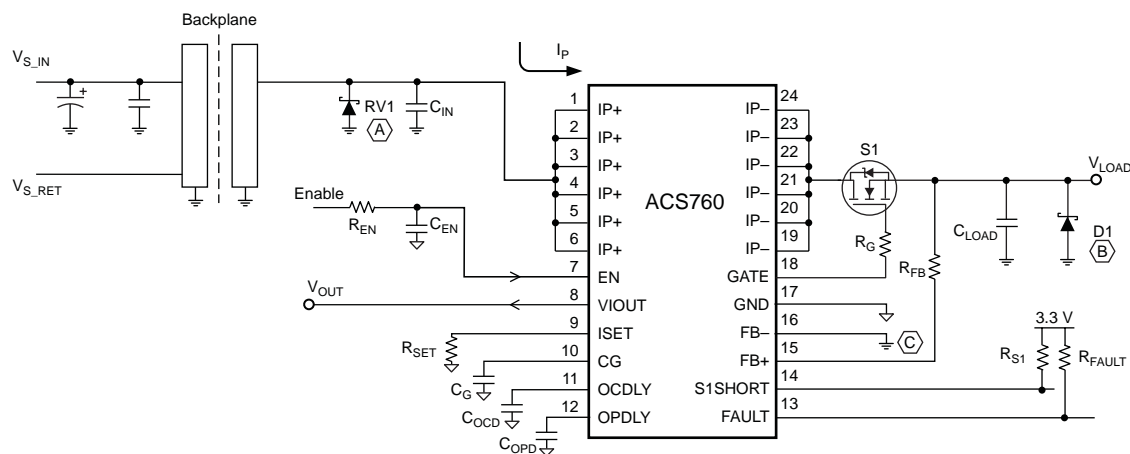 Backplane
V_S_IN
+
V_S_RET
RV1
A
C_IN
I_P
Enable
R_EN
C_EN
V_OUT
R_SET
C_G
C_OCD
C_OPD
ACS760
1 IP+
2 IP+
3 IP+
4 IP+
5 IP+
6 IP+
7 EN
8 VIOUT
9 ISET
10 CG
11 OCDLY
12 OPDLY
IP– 24
IP– 23
IP– 22
IP– 21
IP– 20
IP– 19
GATE 18
GND 17
FB– 16
FB+ 15
S1SHORT 14
FAULT 13
S1
R_G
R_FB
C_LOAD
V_LOAD
D1
B
C
3.3 V
R_S1
R_FAULT